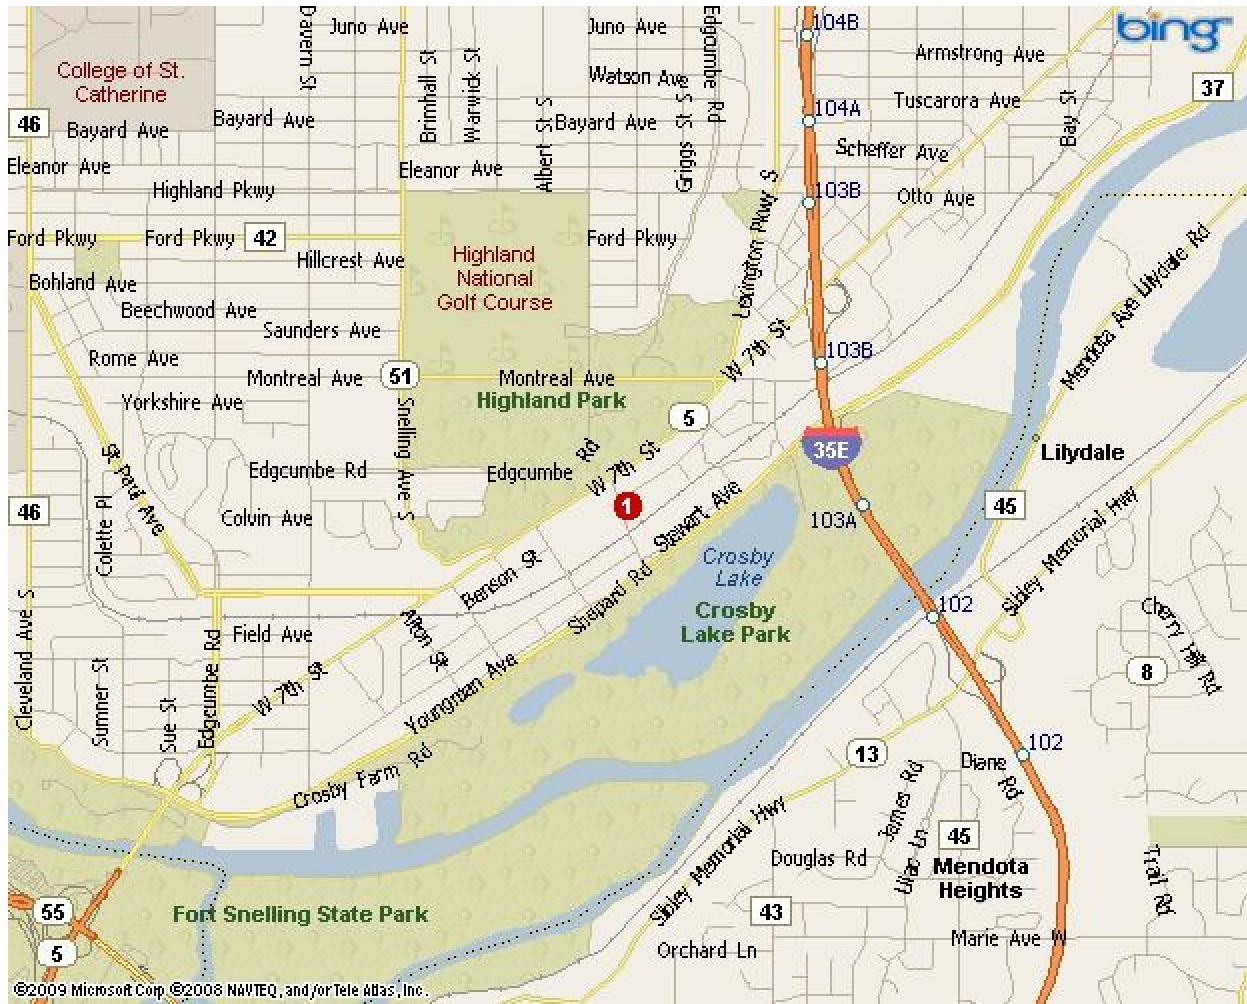 104B
Juno Ave
Juno Ave
Davern St
Edgcumbe Rd
bing
Armstrong Ave
College of St.
Catherine
Brimhall St
Warwick St
Watson Ave
37
Tuscarora Ave
Bay St
104A
46
Bayard Ave
Bayard Ave
Albert St S
Bayard Ave
Griggs St S
Scheffer Ave
Eleanor Ave
Eleanor Ave
Highland Pkwy
103B
Otto Ave
Ford Pkwy
Ford Pkwy
42
Ford Pkwy
Lexington Pkwy S
Hillcrest Ave
Highland
National
Golf Course
Mendota Ave
Lilydale Rd
Bohland Ave
Beechwood Ave
Saunders Ave
Rome Ave
W 7th St
103B
Montreal Ave
51
Montreal Ave
Highland Park
Yorkshire Ave
5
Snelling Ave S
St Paul Ave
35E
Lilydale
Edgcumbe Rd
Edgcumbe Rd
W 7th St
1
46
Colette Pl
Colvin Ave
Stewart Ave
103A
45
Sibley Memorial Hwy
Crosby
Lake
Benson St
Shepard Rd
Crosby
Lake Park
102
Cleveland Ave S
Field Ave
Alton St
Cherry Hill Rd
8
Sumner St
Sue St
Edgcumbe Rd
W 7th St
Youngman Ave
Crosby Farm Rd
13
102
Diane Rd
James Rd
Lilac Ln
45
Sibley Memorial Hwy
Douglas Rd
Mendota
Heights
Trail Rd
55
Fort Snelling State Park
43
5
Orchard Ln
Marie Ave W
©2009 Microsoft Corp ©2008 NAVTEQ, and/or Tele Atlas, Inc.